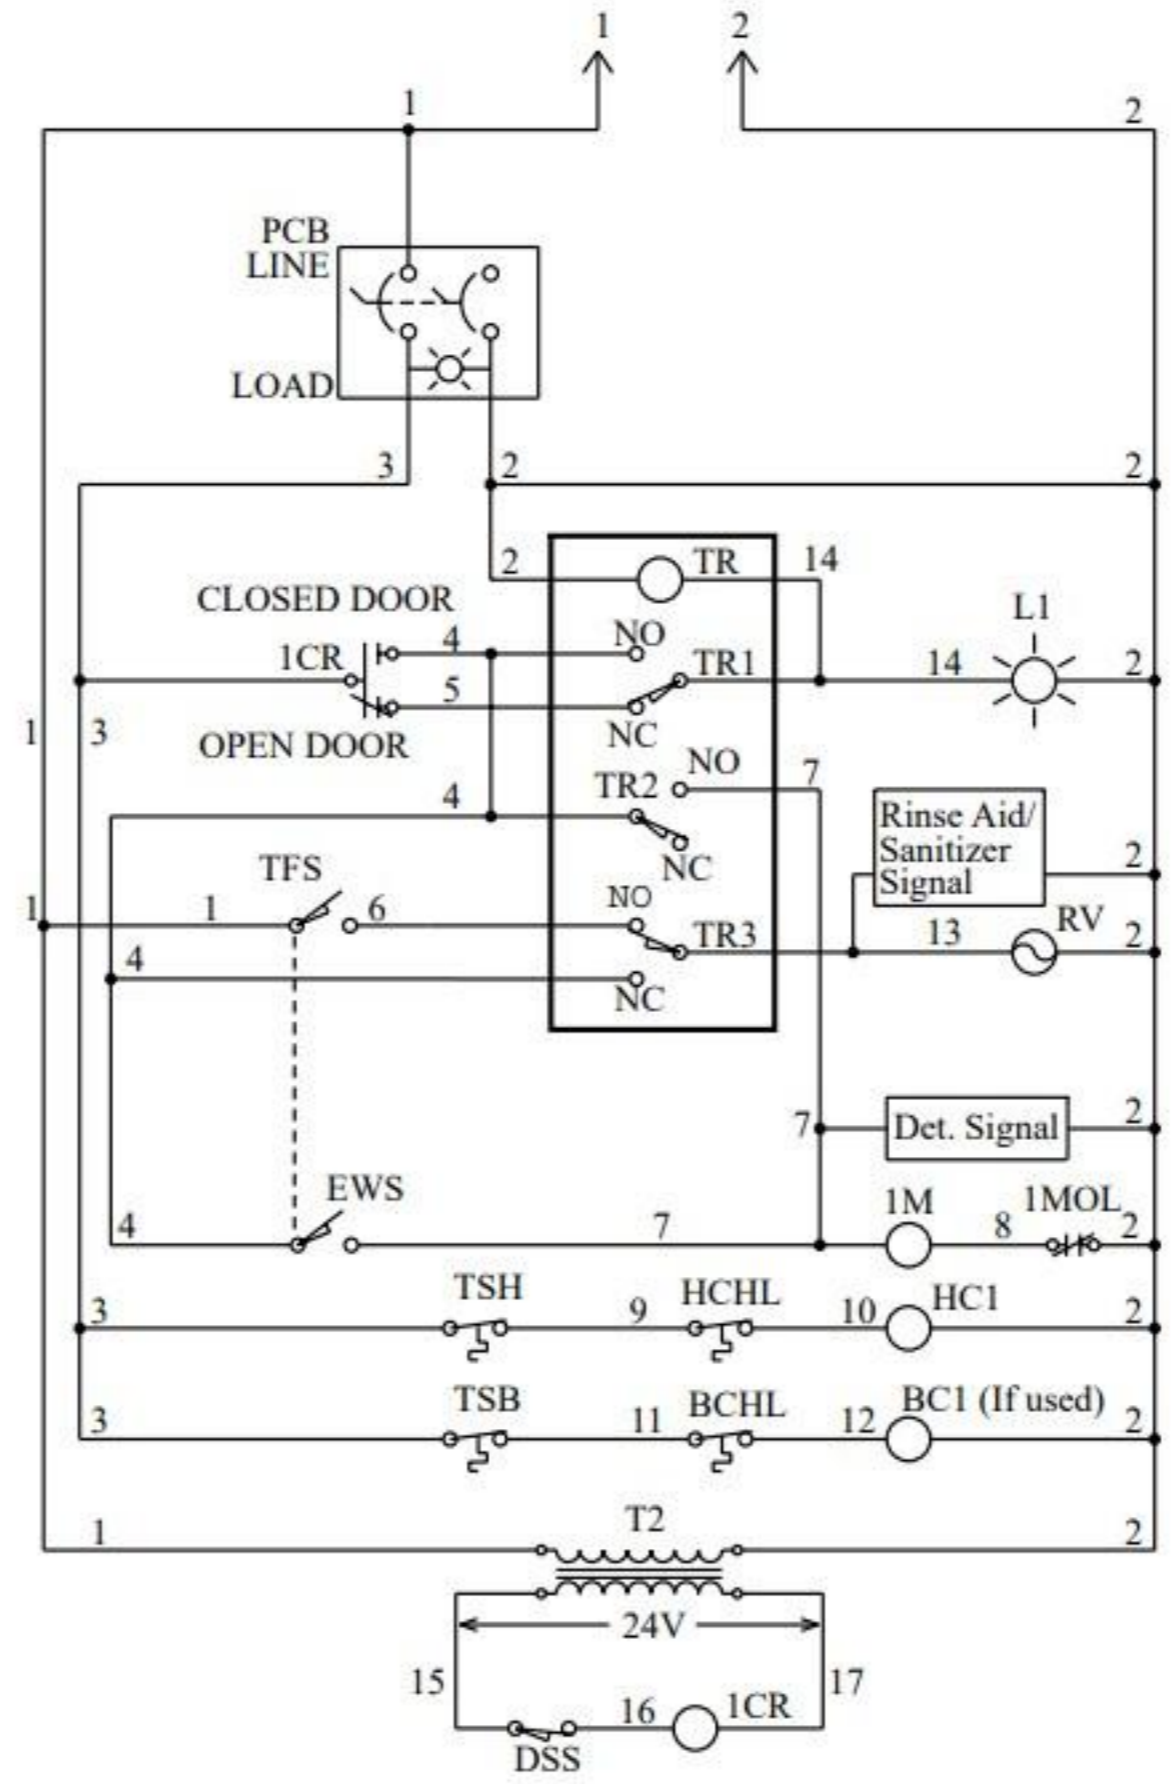 1 2
1 2
PCB
LINE
LOAD
3 2 2
2 TR 14
CLOSED DOOR
L1
4 NO
1CR TR1 14 2
5
1 3 OPEN DOOR NC
NO 7
TR2
4
Rinse Aid/
Sanitizer
Signal
2
TFS NC
1 1 6 NO
TR3 13 RV 2
4
NC
7 Det. Signal 2
EWS
1M 1MOL
4 7 8 2
TSH HCHL HC1
3 9 10 2
TSB BCHL BC1 (If used)
3 11 12 2
T2
1 2
24V
15 17
16 1CR
DSS